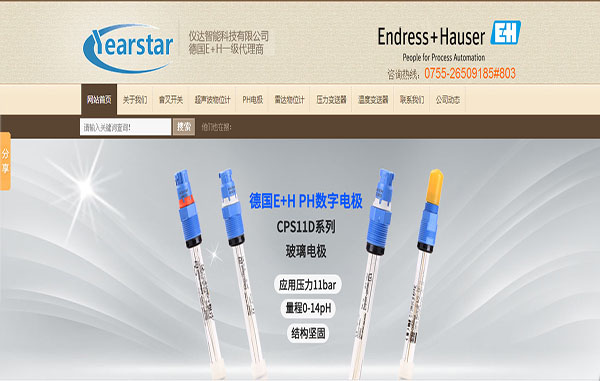 Yearstar
仪达智能科技有限公司
德国E+H一级代理商
Endress+Hauser EH
People for Process Automation
咨询热线：0755-26509185#803
网站首页 关于我们 音叉开关 超声波物位计 PH电极 雷达物位计 压力变送器 温度变送器 联系我们 公司动态
请输入关键词查询! 搜索 他们也在搜：
分享
德国E+H PH数字电极
CPS11D系列
玻璃电极
应用压力11bar
量程0-14pH
结构坚固